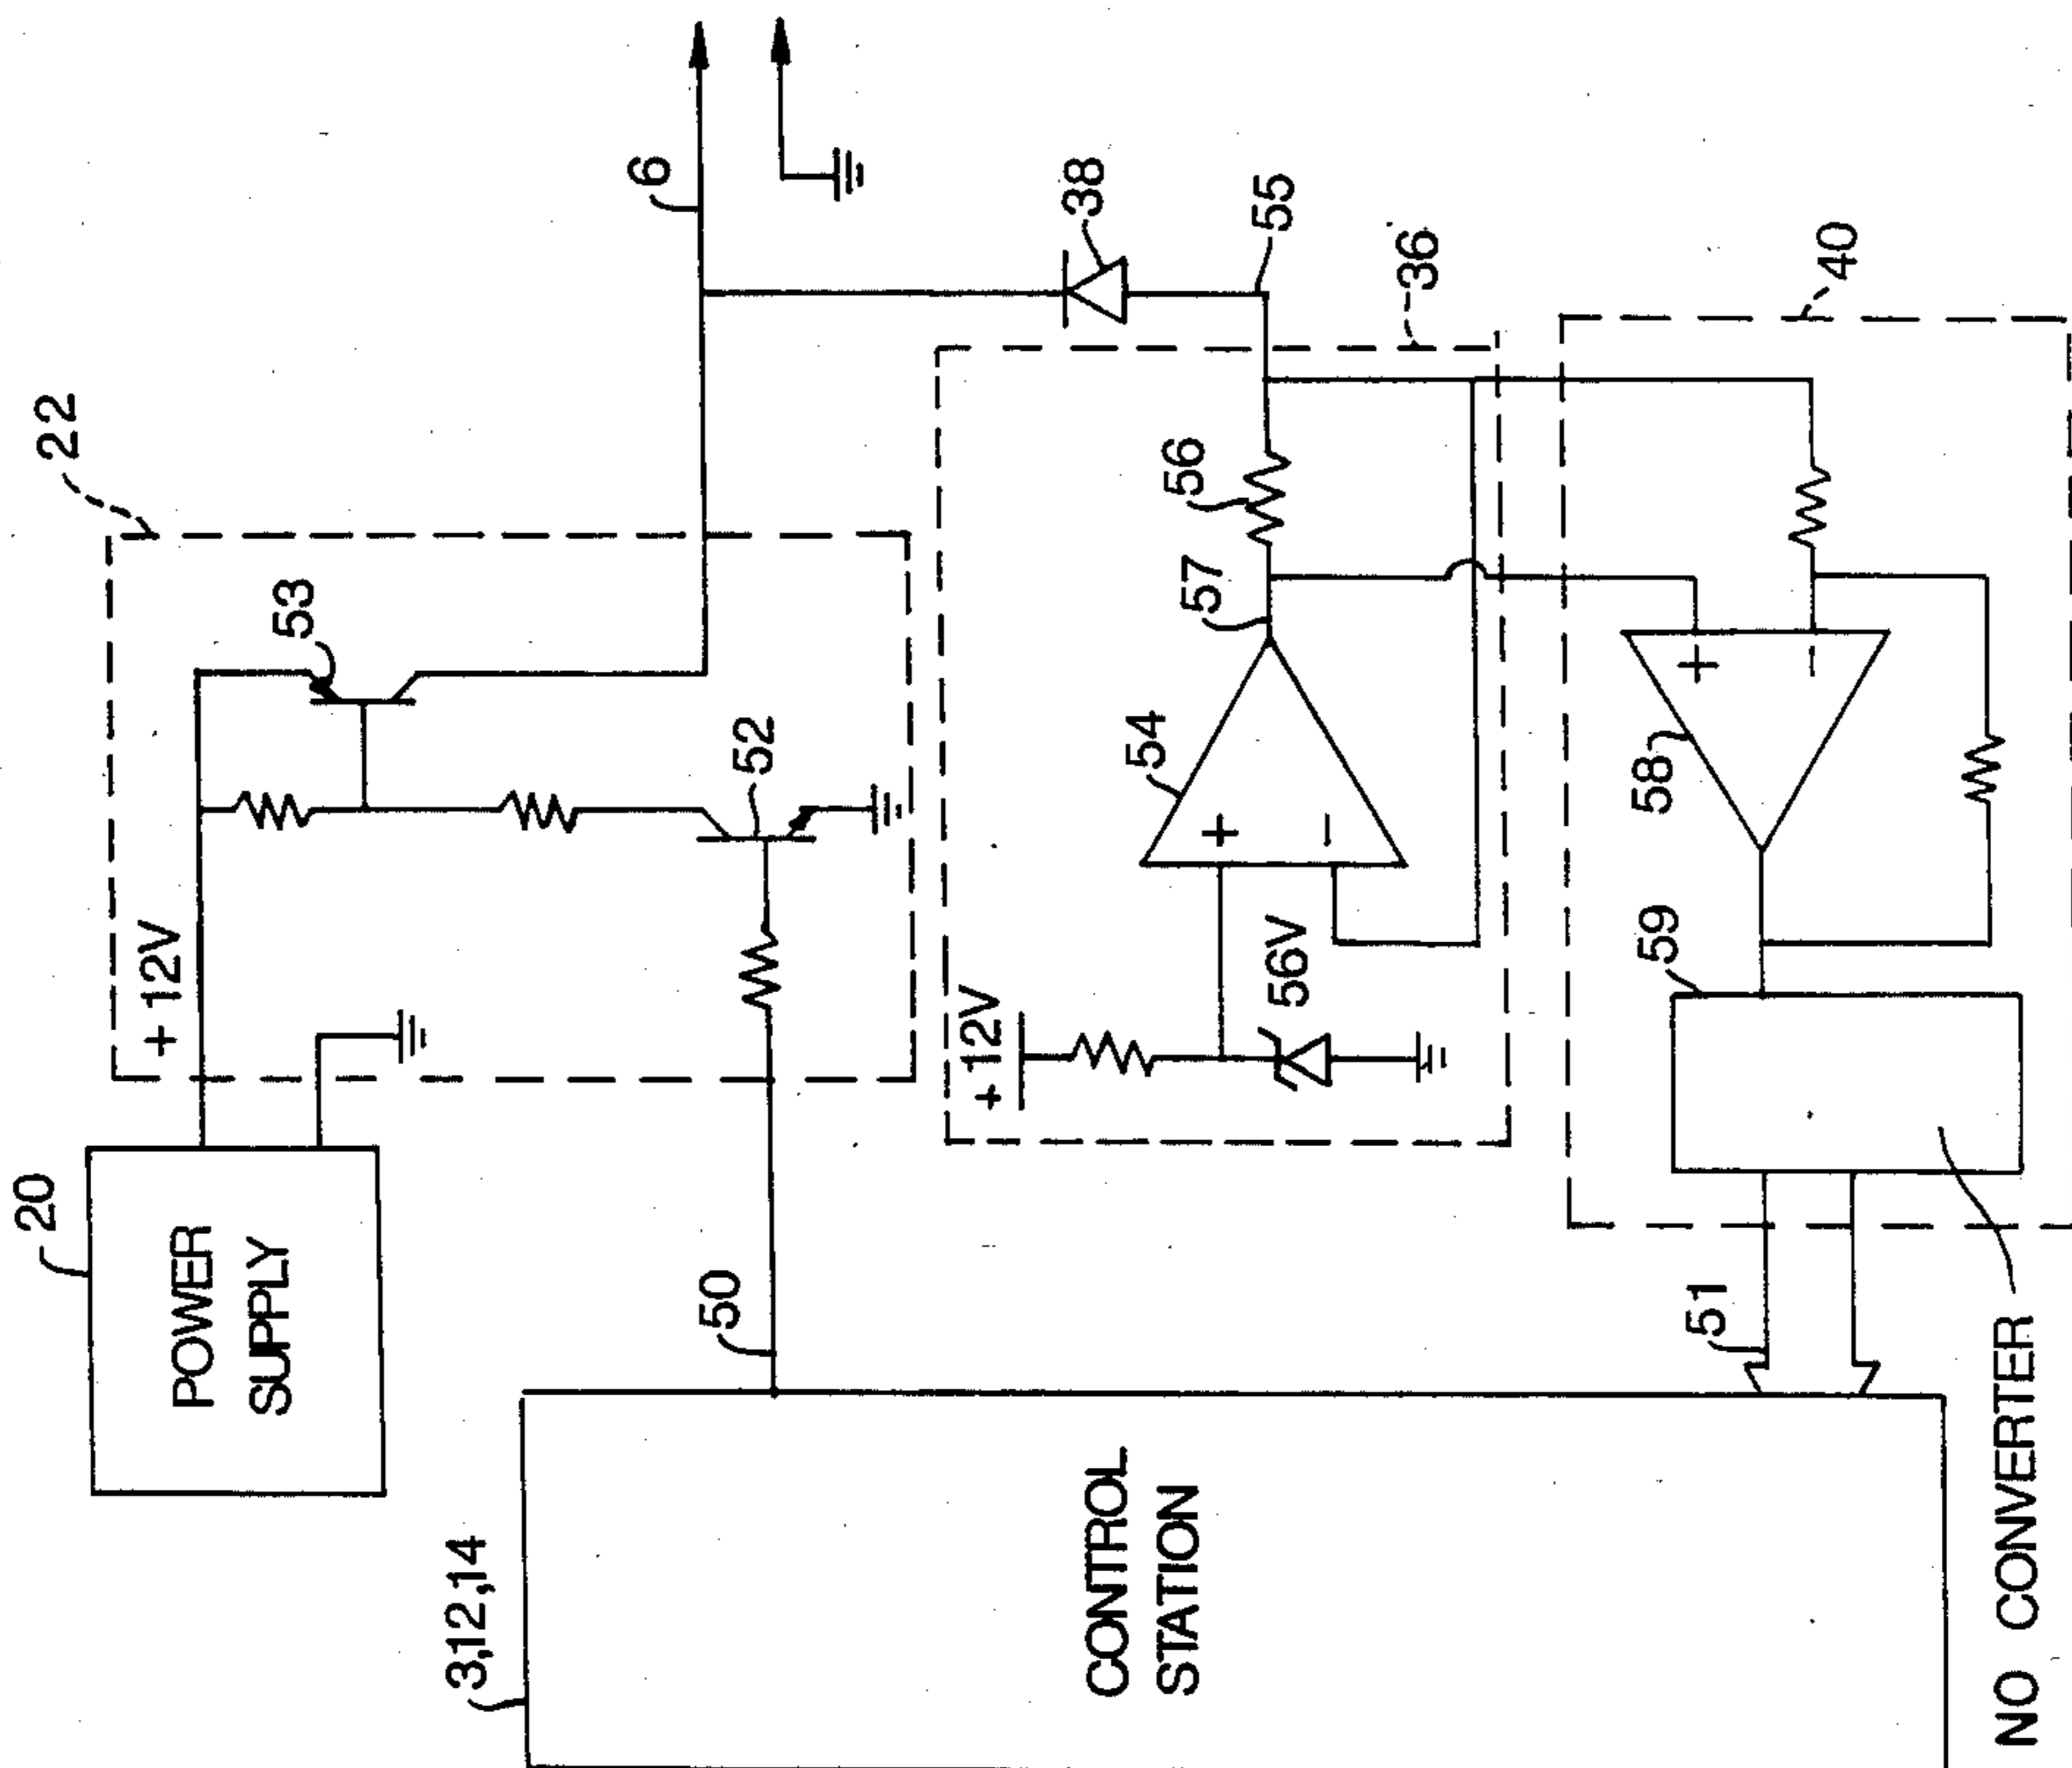 20
POWER
SUPPLY
+12V
22
53
52
6
3,12,14
CONTROL
STATION
50
+12V
56V
54
57
56
55
38
36
51
59
58
40
+
-
+
-
NO CONVERTER